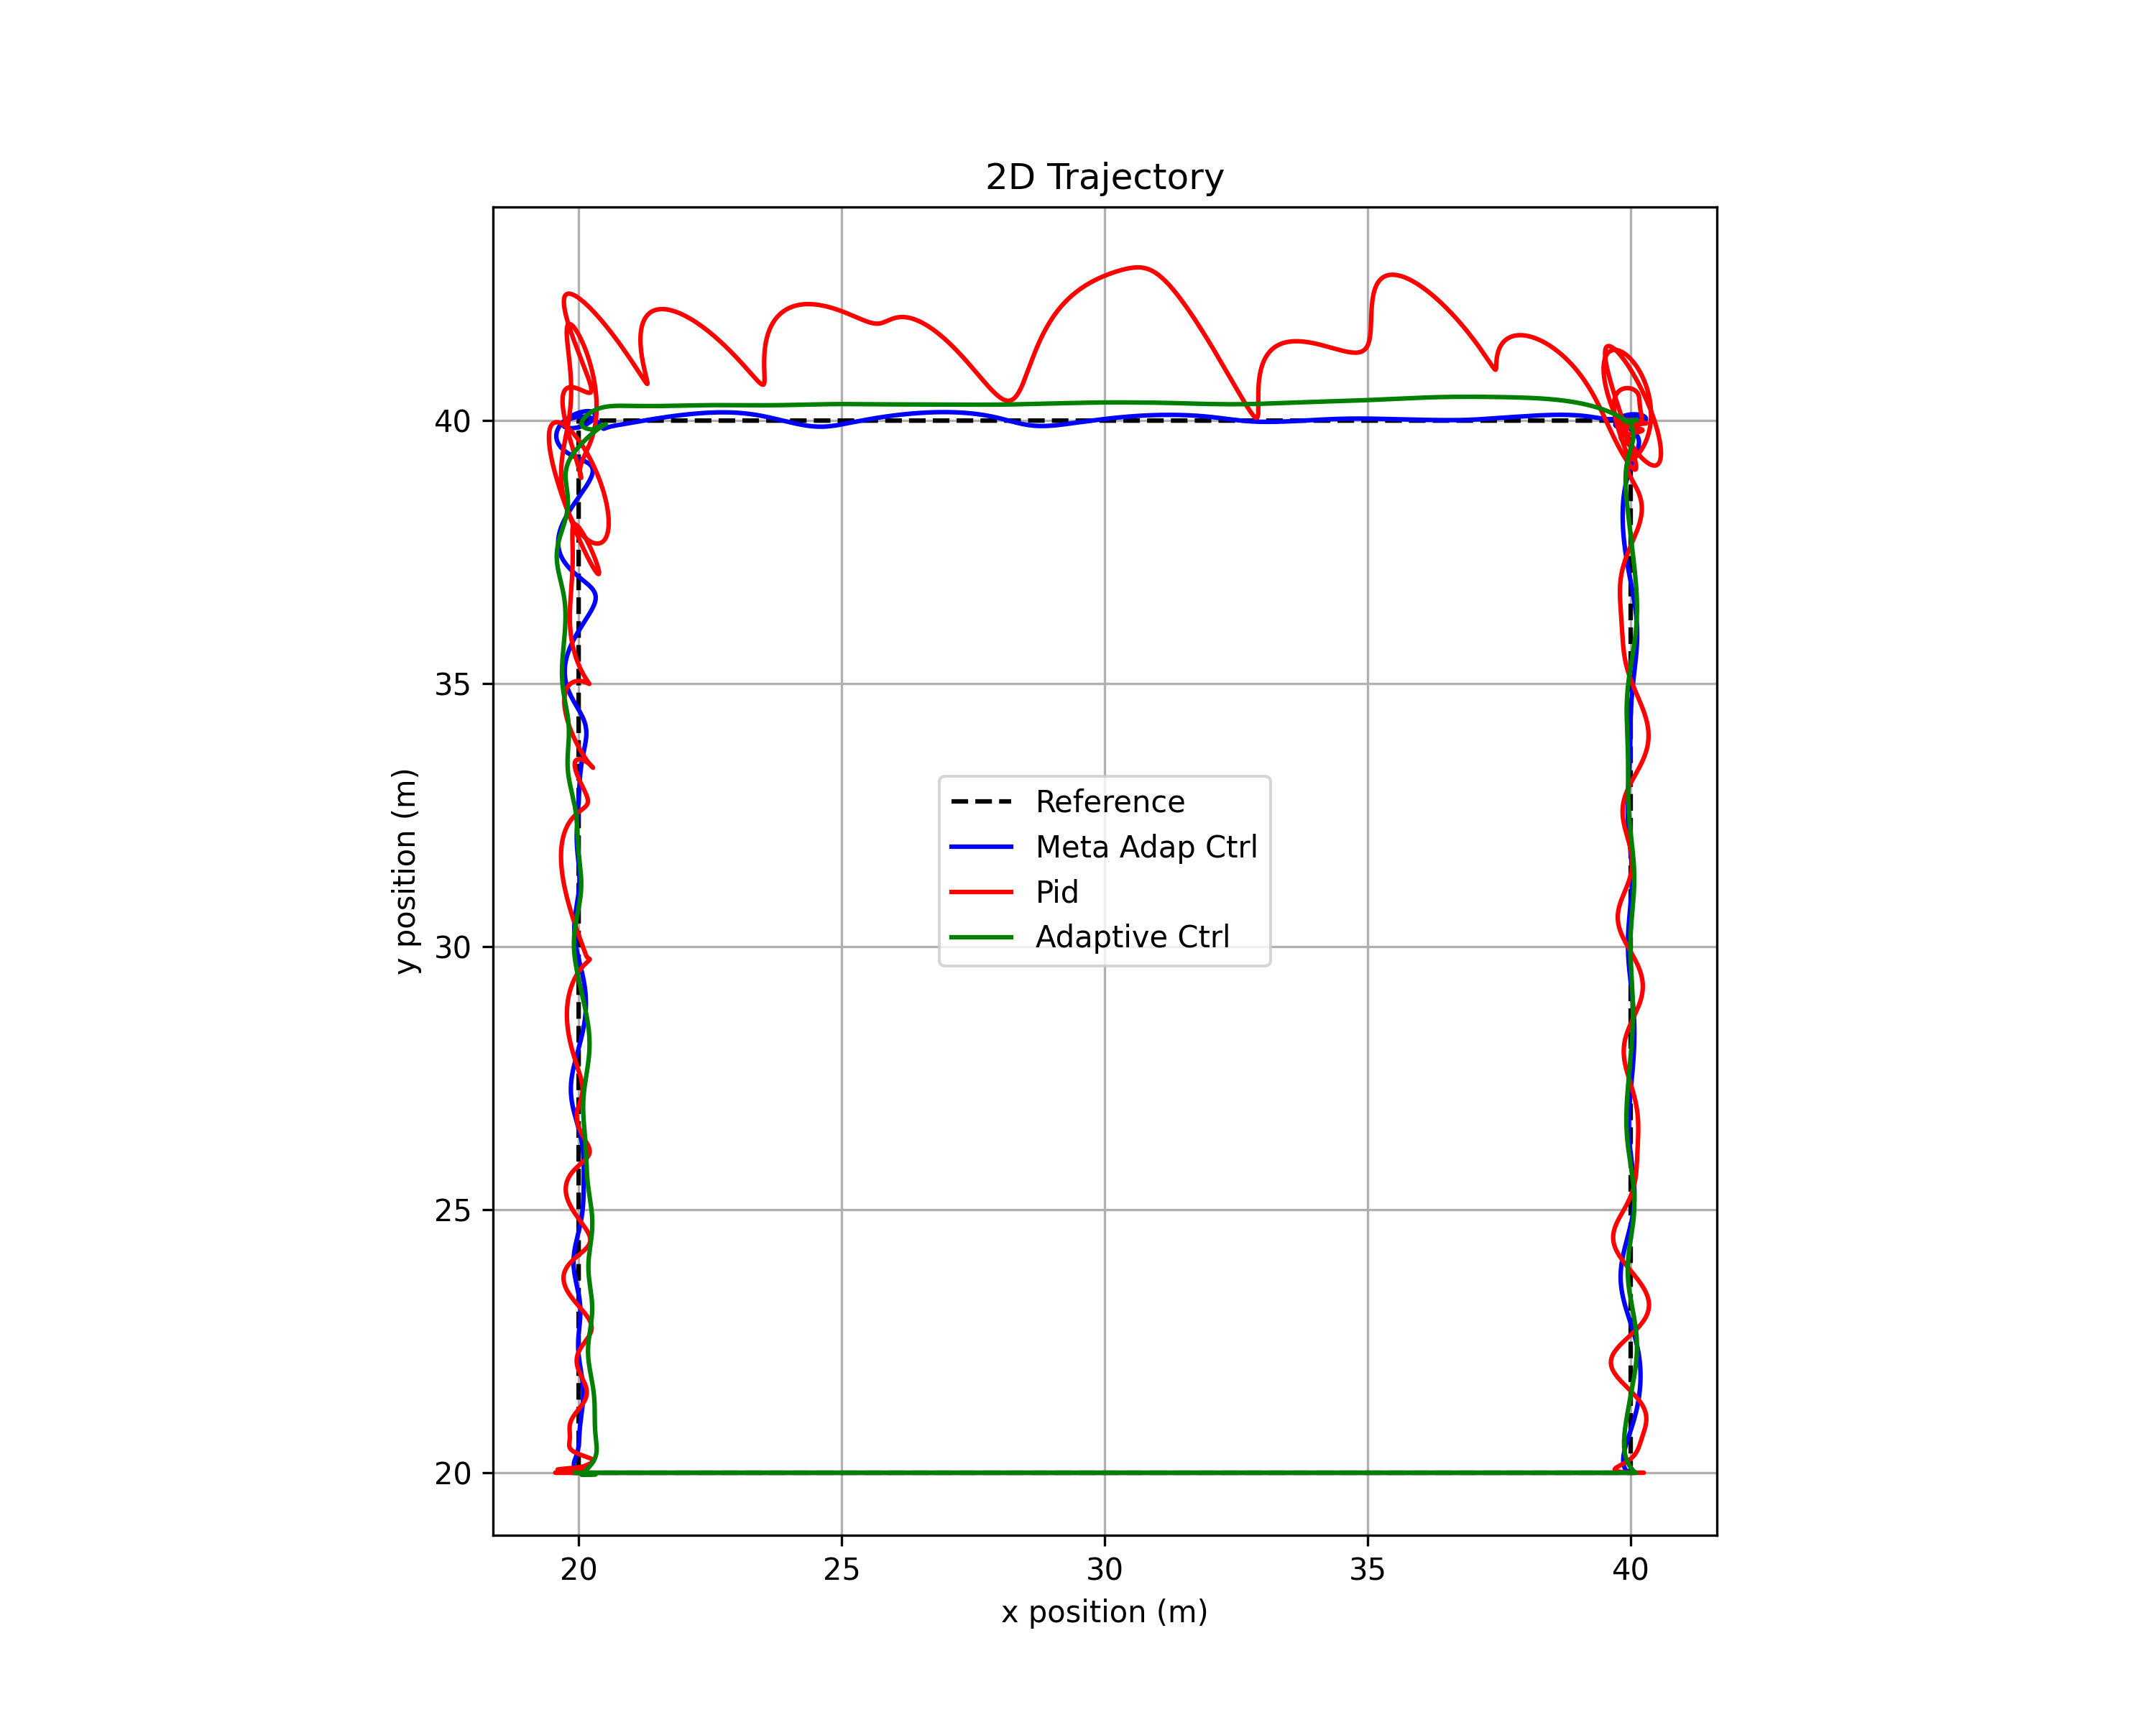 2D Trajectory
40
35
30
25
20
y position (m)
Reference
Meta Adap Ctrl
Pid
Adaptive Ctrl
20 25 30 35 40
x position (m)